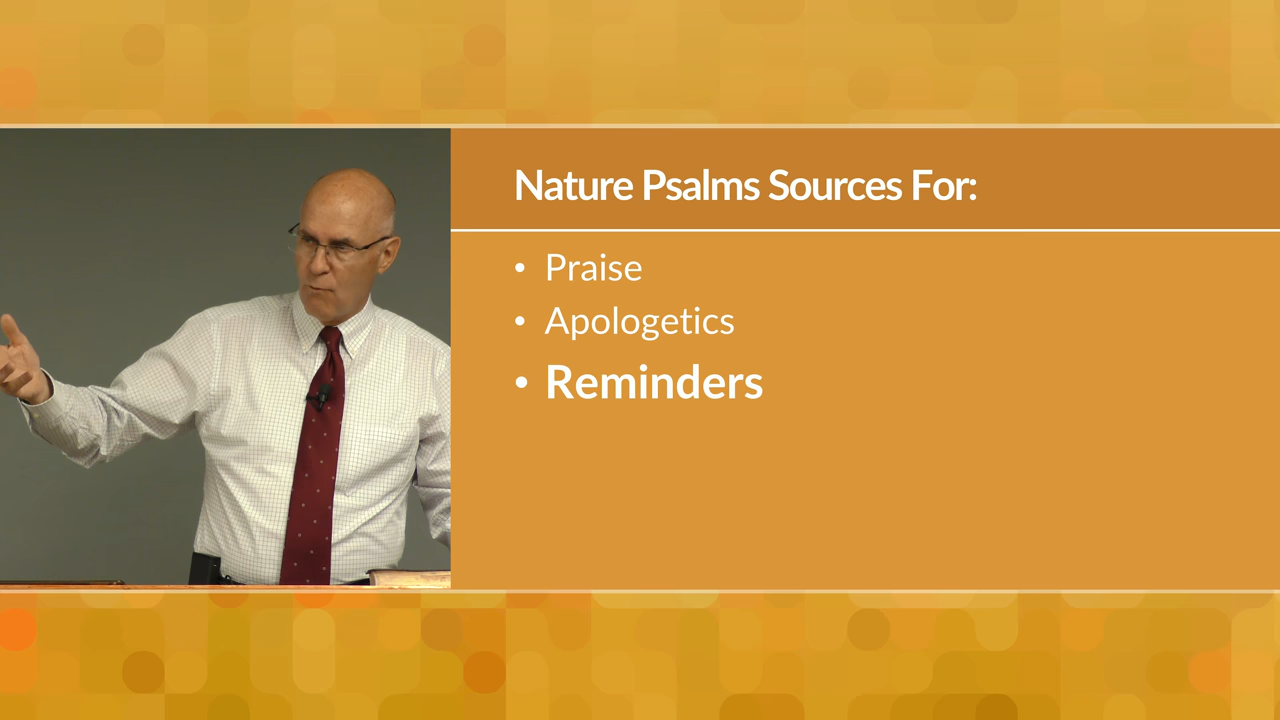 Nature Psalms Sources For:
• Praise
• Apologetics
• Reminders